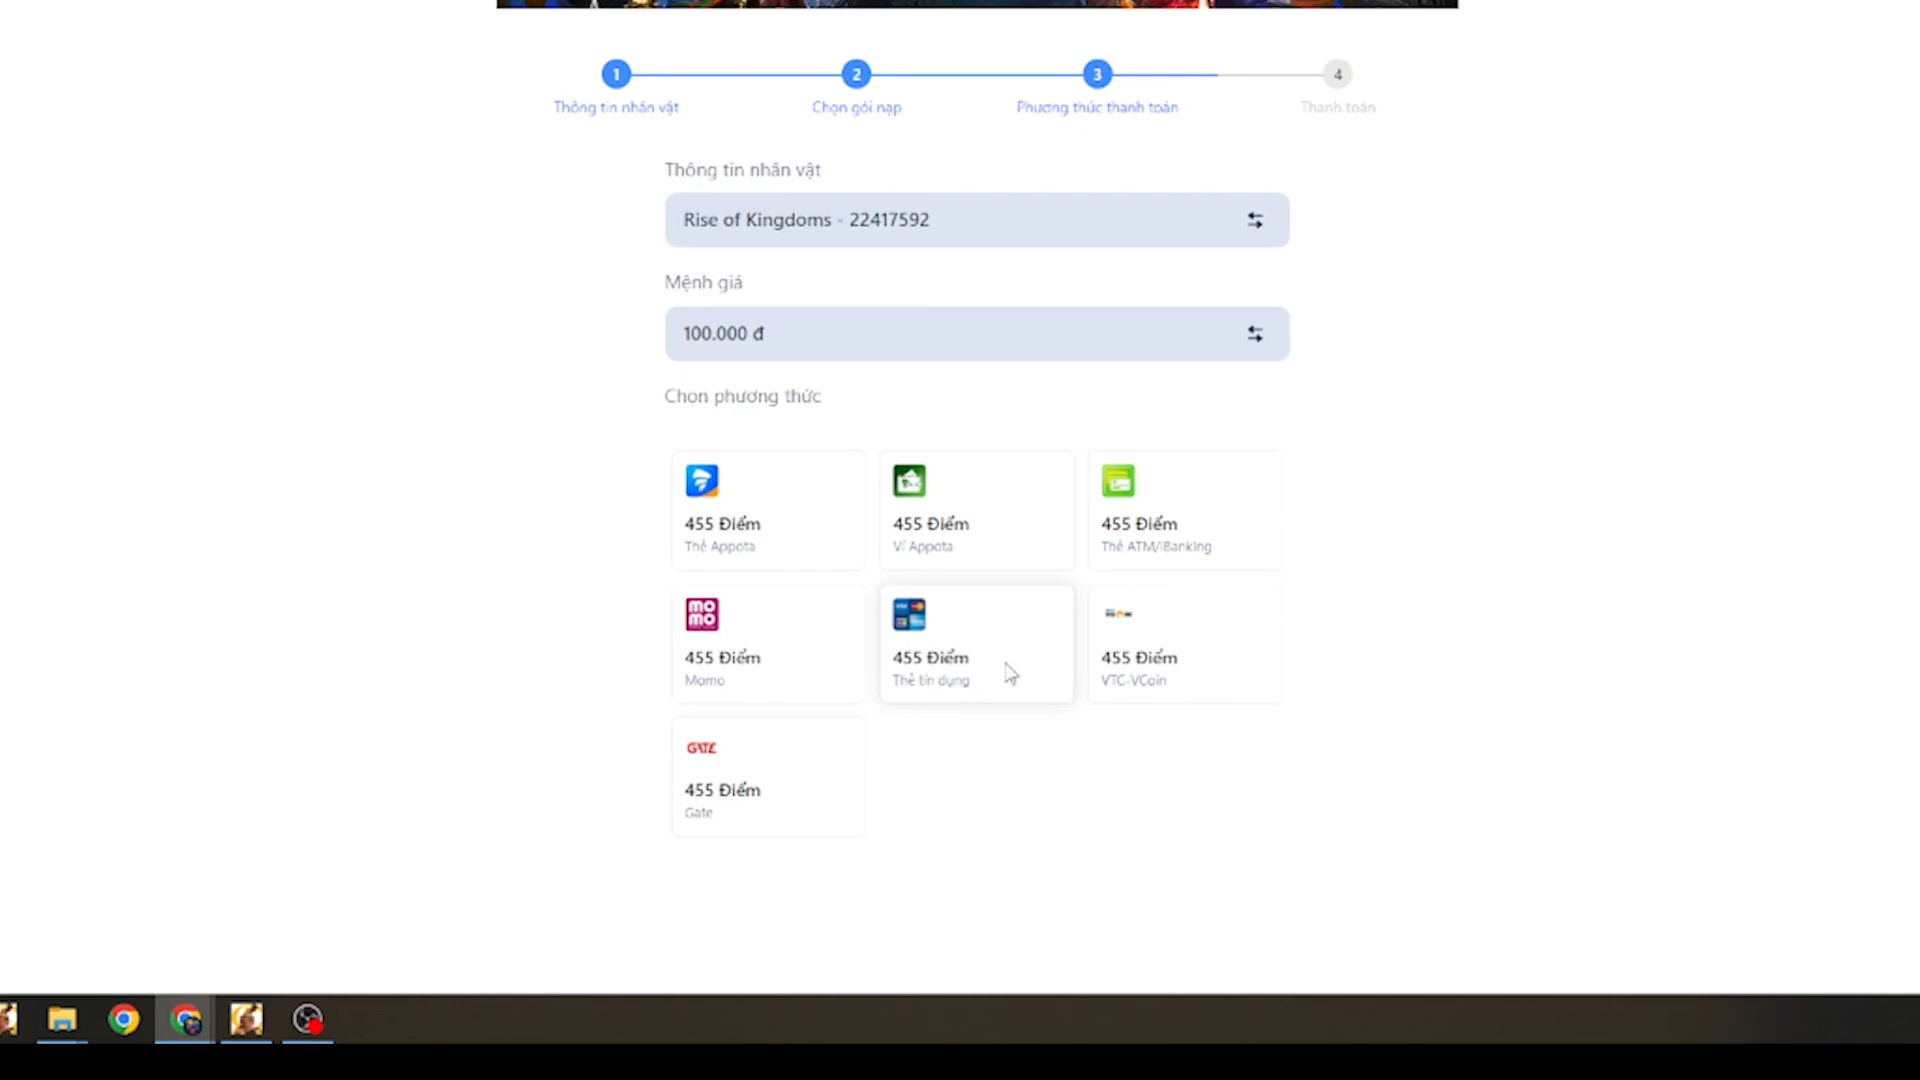 1
2
3
4
Thông tin nhân vật
Chọn gói nạp
Phương thức thanh toán
Thanh toán
Thông tin nhân vật
Rise of Kingdoms - 22417592
Mệnh giá
100.000 đ
Chọn phương thức
455 Điểm
Thẻ Appota
455 Điểm
Ví Appota
455 Điểm
Thẻ ATM/iBanking
mo
mo
455 Điểm
Momo
455 Điểm
Thẻ tín dụng
455 Điểm
VTC-VCoin
GATE
455 Điểm
Gate